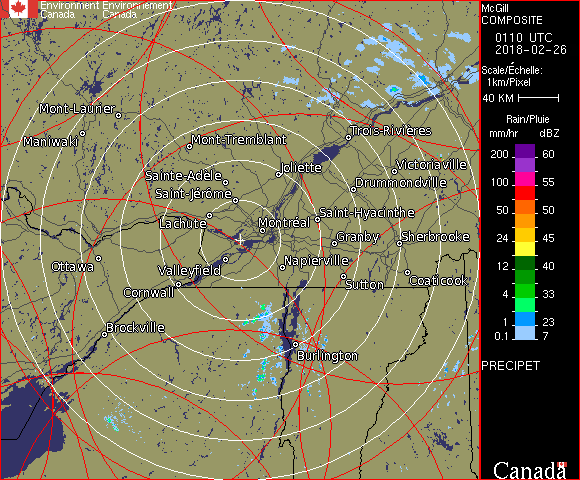 Environment Environnement
Canada Canada
McGill
COMPOSITE
0110 UTC
2018-02-26
Scale/Échelle:
1km/Pixel
40 KM
Rain/Pluie
mm/hr dBZ
200 60
100 55
50 50
24 45
12 40
4 33
1 23
0.1 7
PRECIPET
Canada
Mont-Laurier
Maniwaki
Mont-Tremblant
Trois-Rivières
Sainte-Adèle
Joliette
Victoriaville
Saint-Jérôme
Drummondville
Lachute
Montréal
Saint-Hyacinthe
Granby
Sherbrooke
Ottawa
Valleyfield
Napierville
Cornwall
Sutton
Coaticook
Brockville
Burlington